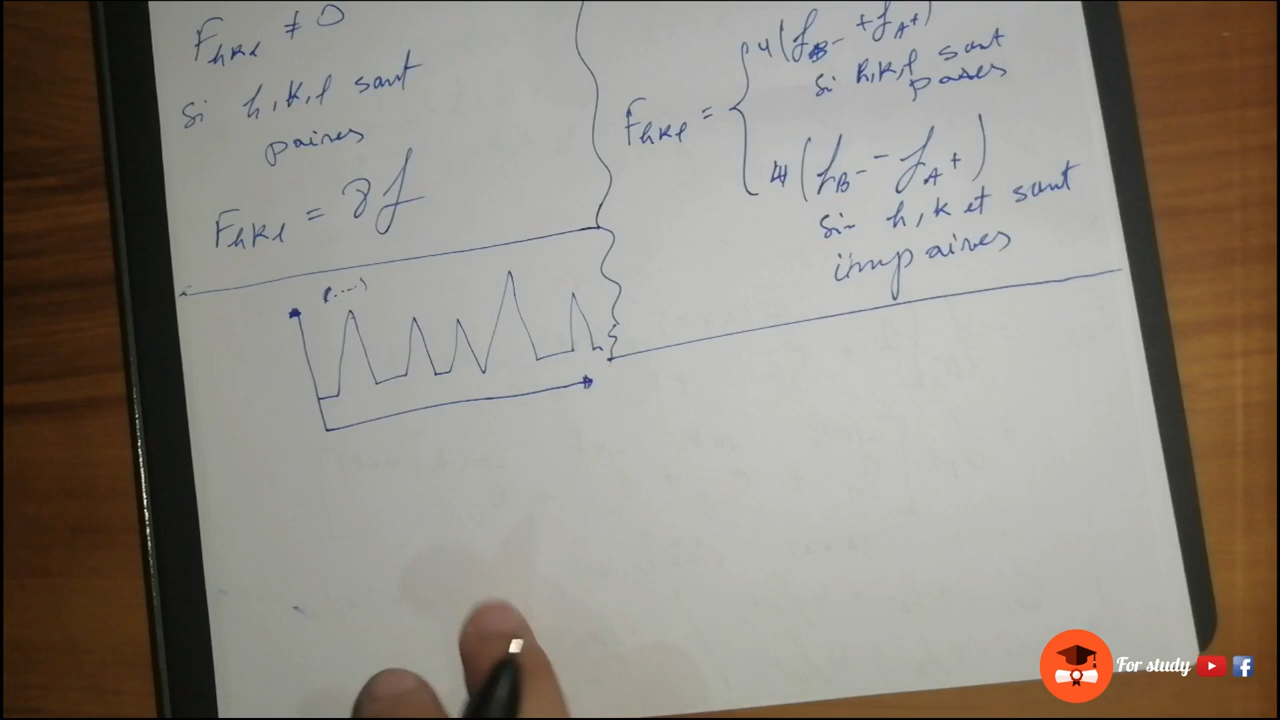 F_hkl ≠ 0
si h,k,l sont
paires
F_hkl = 8f
(....)
4(f_B- + f_A+)
si h,k,l sont
paires
F_hkl =
4(f_B- - f_A+)
si h,k et sont
impaires
For study